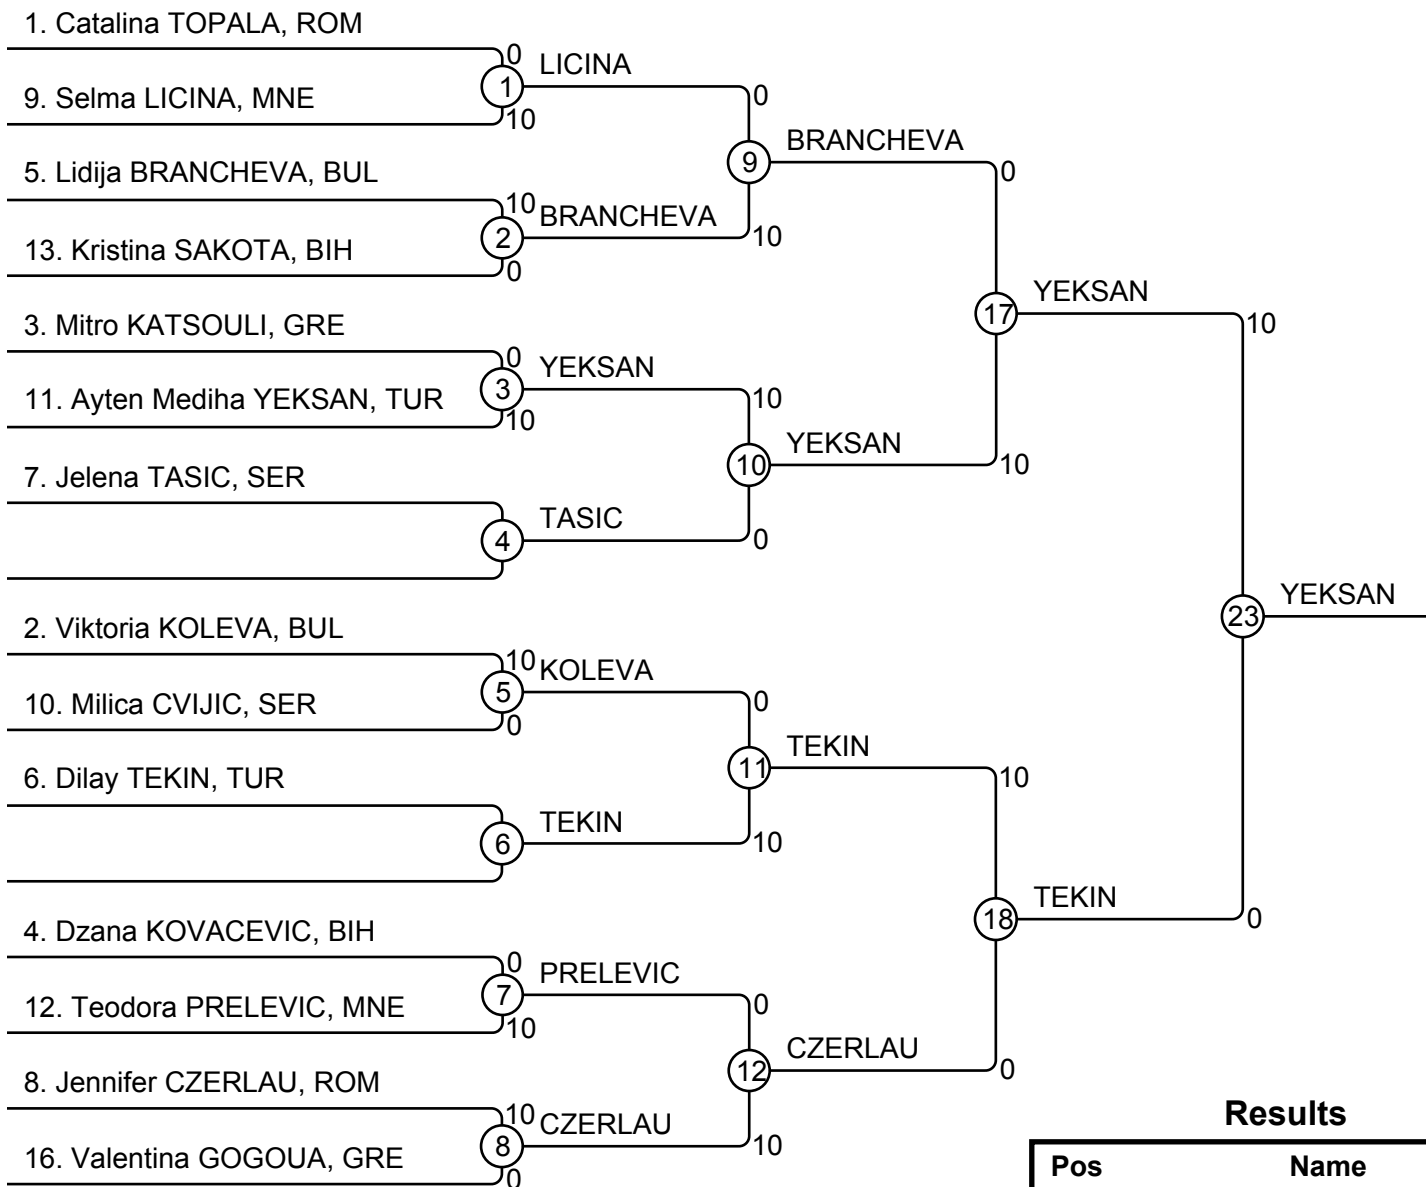 1. Catalina TOPALA, ROM
0
LICINA
1
9. Selma LICINA, MNE
10
0
BRANCHEVA
9
0
5. Lidija BRANCHEVA, BUL
10
BRANCHEVA
2
10
13. Kristina SAKOTA, BIH
0
YEKSAN
17
10
3. Mitro KATSOULI, GRE
0
YEKSAN
3
11. Ayten Mediha YEKSAN, TUR
10
10
YEKSAN
10
10
7. Jelena TASIC, SER
TASIC
4
0
YEKSAN
23
2. Viktoria KOLEVA, BUL
10
KOLEVA
5
10. Milica CVIJIC, SER
0
0
TEKIN
11
10
6. Dilay TEKIN, TUR
TEKIN
6
10
TEKIN
18
0
4. Dzana KOVACEVIC, BIH
0
PRELEVIC
7
12. Teodora PRELEVIC, MNE
10
0
CZERLAU
12
0
8. Jennifer CZERLAU, ROM
10
CZERLAU
8
10
16. Valentina GOGOUA, GRE
0
Results
Pos Name